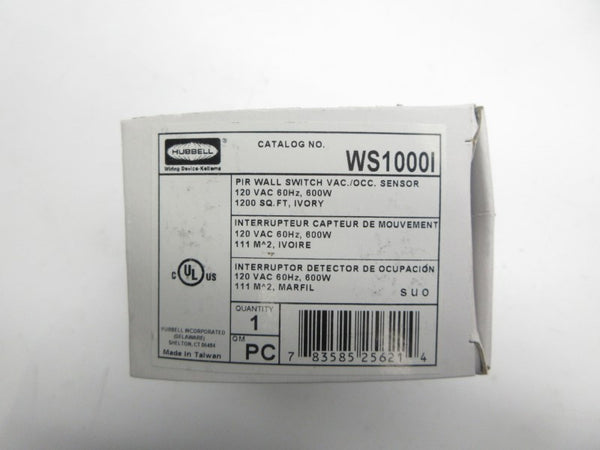 HUBBELL
®
Wiring Device-Kellems
CATALOG NO.
WS1000I
PIR WALL SWITCH VAC./OCC. SENSOR
120 VAC 60Hz, 600W
1200 SQ.FT, IVORY
INTERRUPTEUR CAPTEUR DE MOUVEMENT
120 VAC 60Hz, 600W
111 M^2, IVOIRE
INTERRUPTOR DETECTOR DE OCUPACIÓN
120 VAC 60Hz, 600W
111 M^2, MARFIL
SUO
C UL US
HUBBELL INCORPORATED
(DELAWARE)
SHELTON, CT 06484
Made in Taiwan
QUANTITY
1
QM
PC
7 83585 25621 4